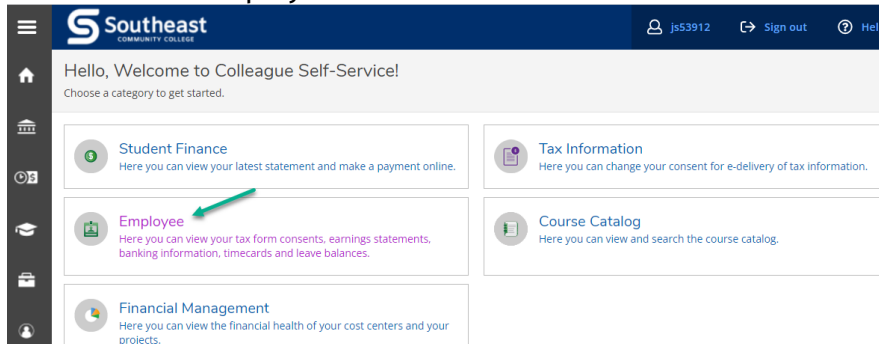 Southeast
COMMUNITY COLLEGE
js53912
Sign out
Hel
Hello, Welcome to Colleague Self-Service!
Choose a category to get started.
Student Finance
Here you can view your latest statement and make a payment online.
Tax Information
Here you can change your consent for e-delivery of tax information.
Employee
Here you can view your tax form consents, earnings statements,
banking information, timecards and leave balances.
Course Catalog
Here you can view and search the course catalog.
Financial Management
Here you can view the financial health of your cost centers and your
projects.